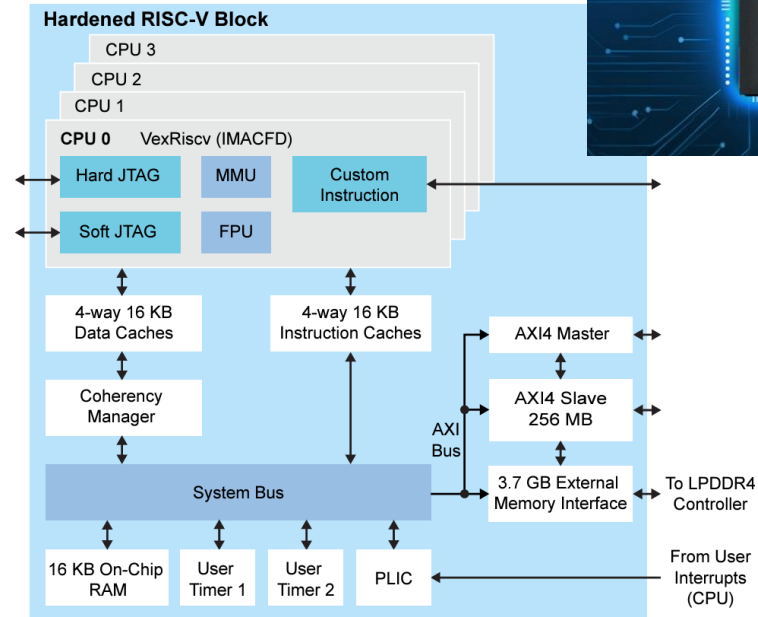 Hardened RISC-V Block
CPU 3
CPU 2
CPU 1
CPU 0 VexRiscv (IMACFD)
Hard JTAG
MMU
Custom
Instruction
Soft JTAG
FPU
4-way 16 KB
Data Caches
4-way 16 KB
Instruction Caches
AXI4 Master
Coherency
Manager
AXI4 Slave
256 MB
AXI
Bus
System Bus
3.7 GB External
Memory Interface
To LPDDR4
Controller
16 KB On-Chip
RAM
User
Timer 1
User
Timer 2
PLIC
From User
Interrupts
(CPU)